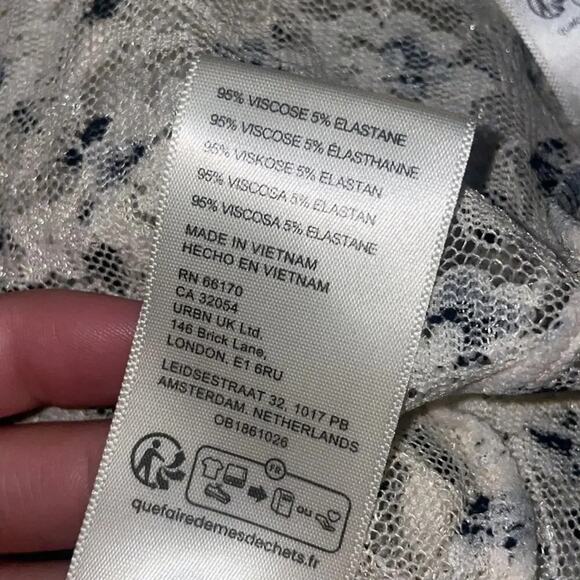 95% VISCOSE 5% ELASTANE
95% VISCOSE 5% ÉLASTHANNE
95% VISKOSE 5% ELASTAN
95% VISCOSA 5% ELASTAN
95% VISCOSA 5% ELASTANE
MADE IN VIETNAM
HECHO EN VIETNAM
RN 66170
CA 32054
URBN UK Ltd.
146 Brick Lane,
LONDON. E1 6RU
LEIDSESTRAAT 32, 1017 PB
AMSTERDAM, NETHERLANDS
OB1861026
FR
ou
quefairedemesdechets.fr